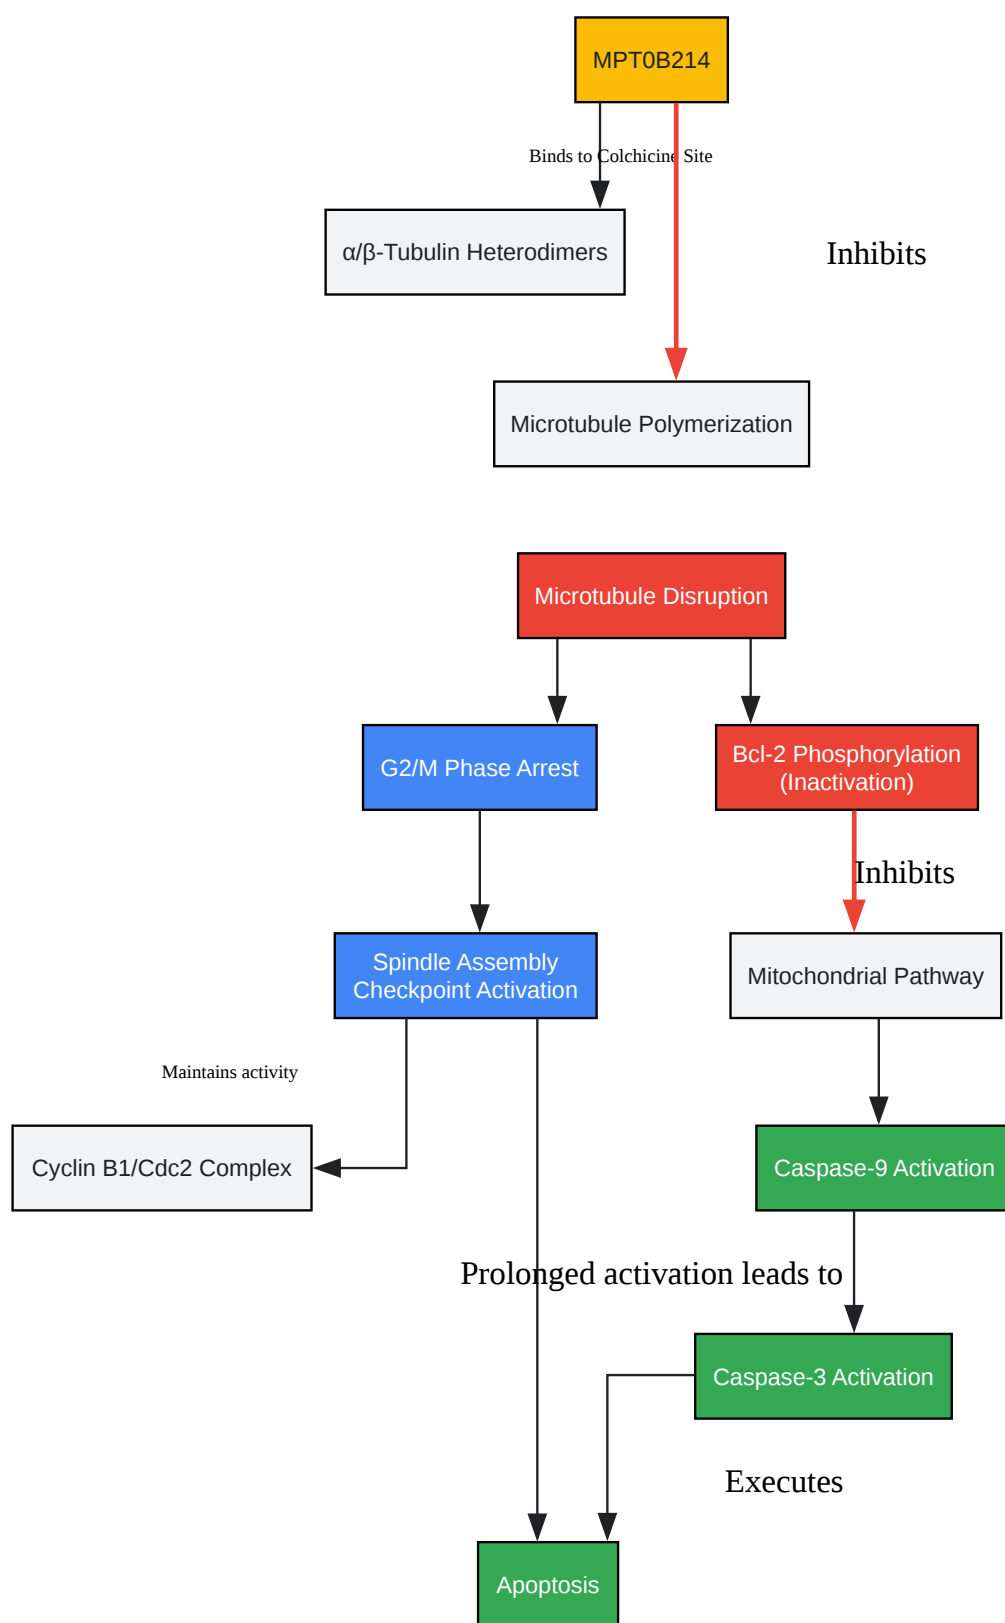 MPT0B214
Binds to Colchicine Site
α/β-Tubulin Heterodimers
Inhibits
Microtubule Polymerization
Microtubule Disruption
G2/M Phase Arrest
Bcl-2 Phosphorylation
(Inactivation)
Inhibits
Spindle Assembly
Checkpoint Activation
Mitochondrial Pathway
Maintains activity
Cyclin B1/Cdc2 Complex
Caspase-9 Activation
Prolonged activation leads to
Caspase-3 Activation
Executes
Apoptosis